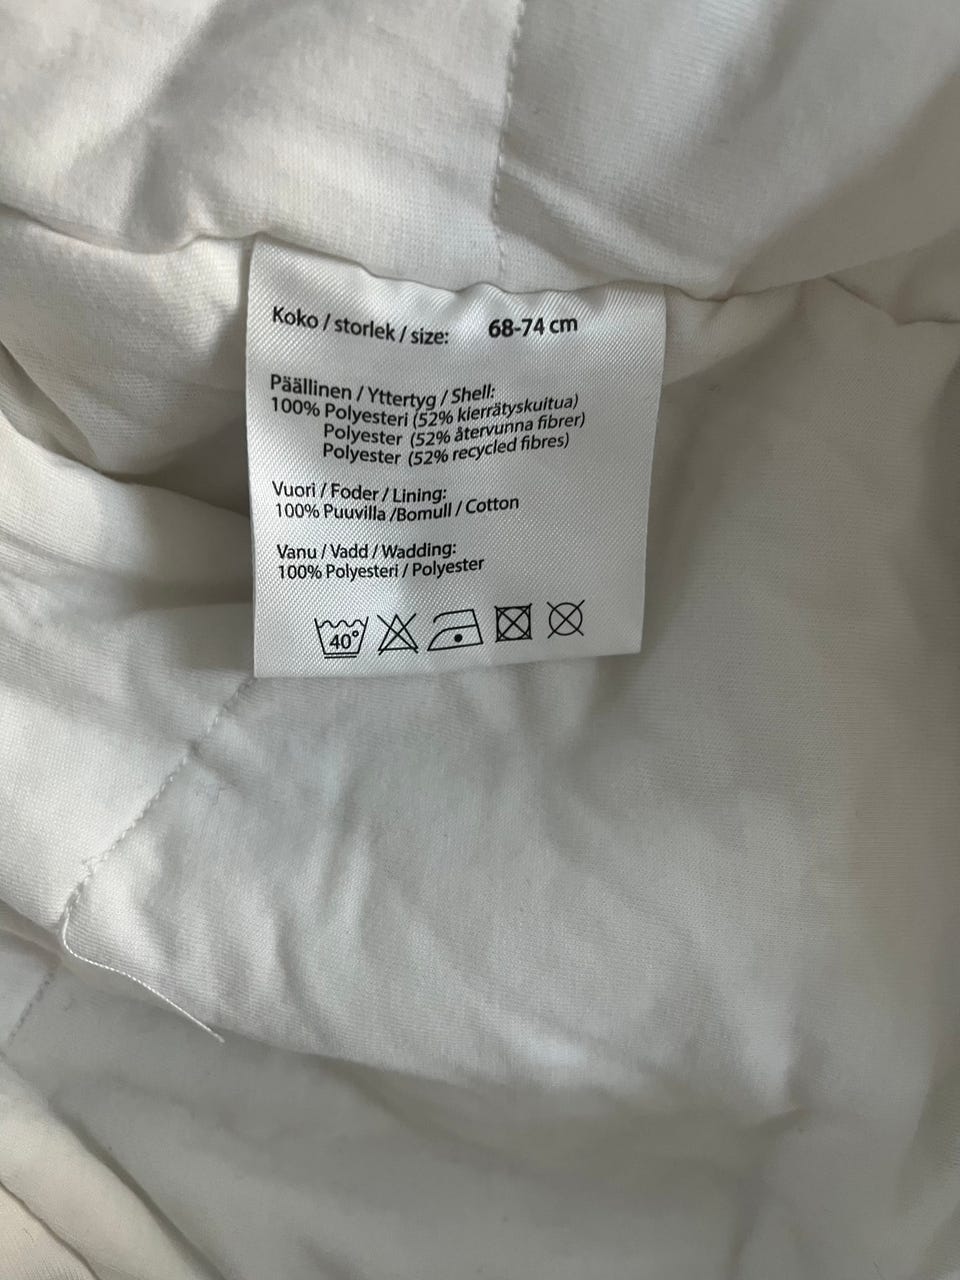 Koko / storlek / size: 68-74 cm
Päällinen / Yttertyg / Shell:
100% Polyesteri (52% kierrätyskuitua)
Polyester (52% återvunna fibrer)
Polyester (52% recycled fibres)
Vuori / Foder / Lining:
100% Puuvilla /Bomull / Cotton
Vanu / Vadd / Wadding:
100% Polyesteri / Polyester
40°